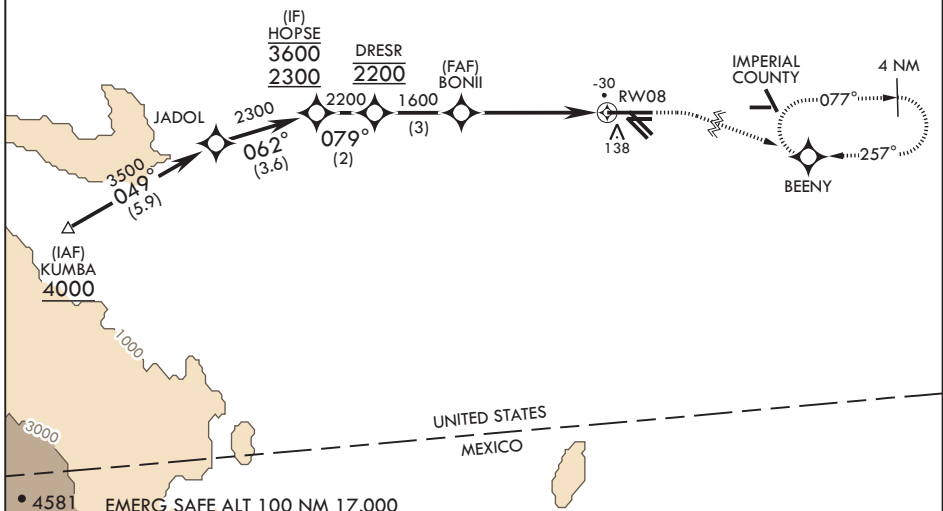 (IF)
HOPSE
3600
2300
DRESR
2200
(FAF)
BONII
IMPERIAL
COUNTY
4 NM
JADOL
2300
2200
1600
-30
RW08
077°
062°
(3.6)
079°
(2)
(3)
138
257°
BEENY
3500
049°
(5.9)
(IAF)
KUMBA
4000
1000
3000
UNITED STATES
MEXICO
4581
EMERG SAFE ALT 100 NM 17,000